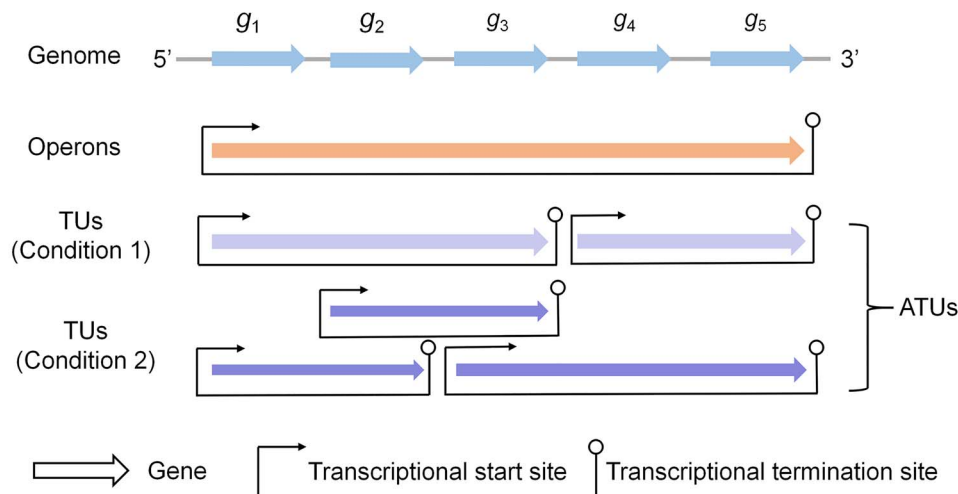 g1 g2 g3 g4 g5
Genome 5’ 3’
Operons
TUs
(Condition 1)
ATUs
TUs
(Condition 2)
Gene Transcriptional start site Transcriptional termination site